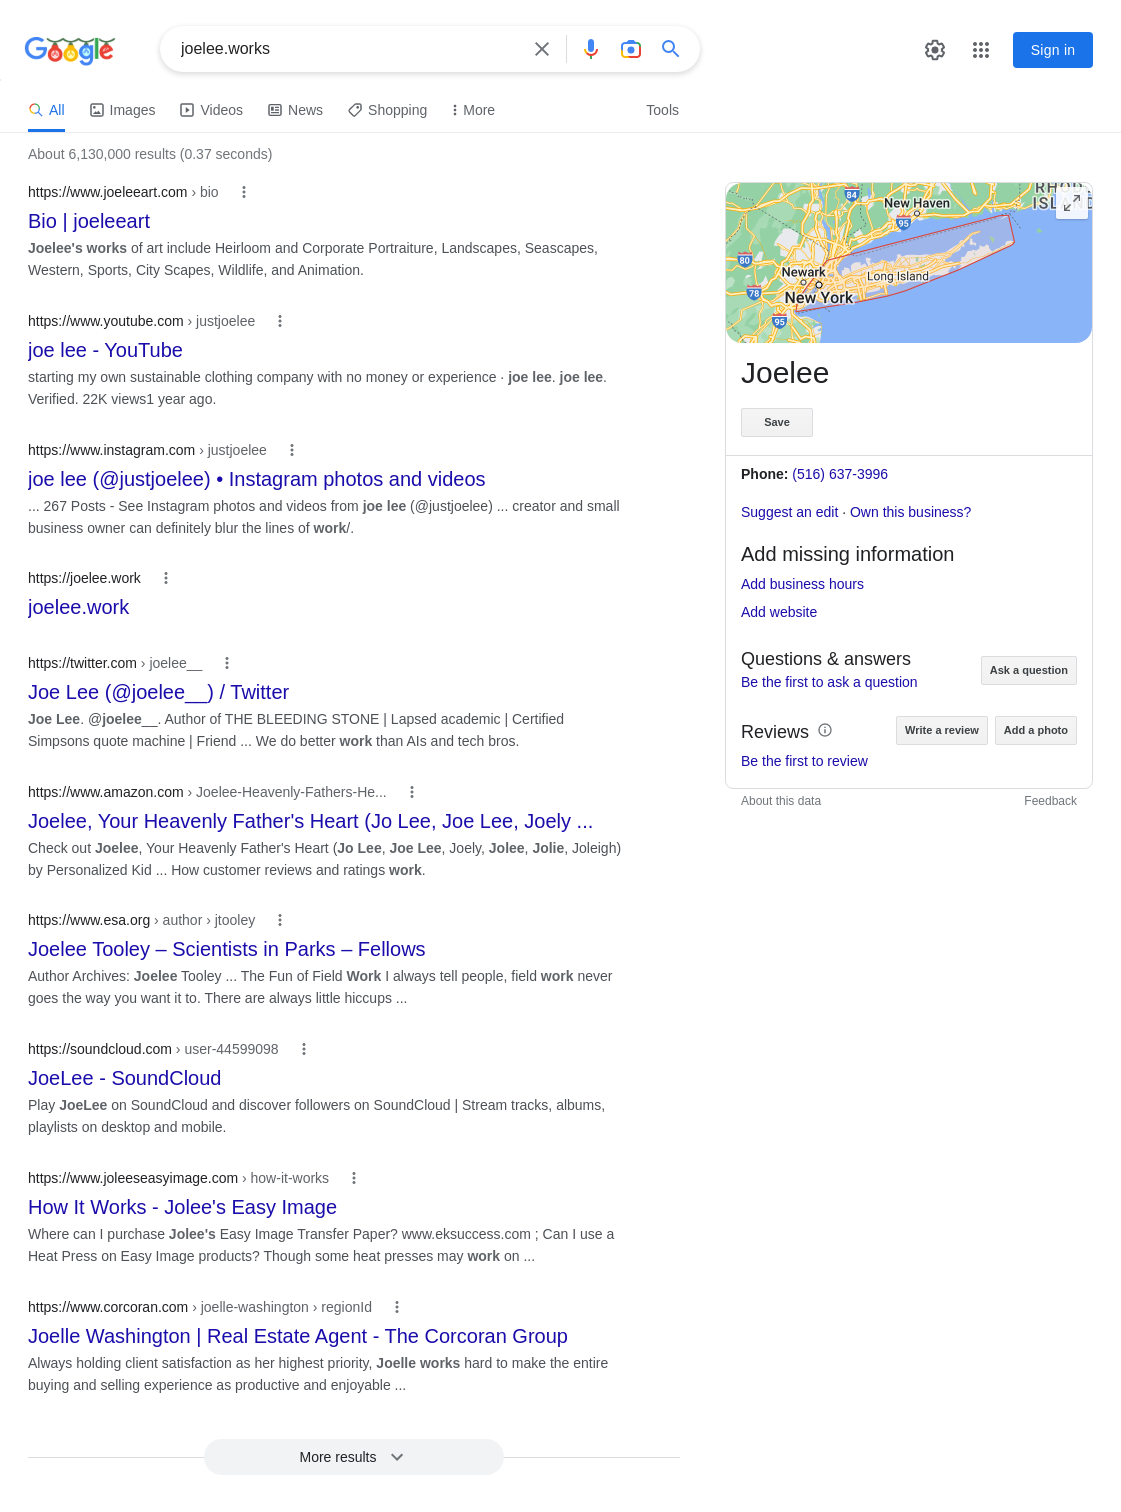 Google
joelee.works
Sign in
All
Images
Videos
News
Shopping
More
Tools
About 6,130,000 results (0.37 seconds)
https://www.joeleeart.com › bio
Bio | joeleeart
Joelee's works of art include Heirloom and Corporate Portraiture, Landscapes, Seascapes,
Western, Sports, City Scapes, Wildlife, and Animation.
https://www.youtube.com › justjoelee
joe lee - YouTube
starting my own sustainable clothing company with no money or experience · joe lee. joe lee.
Verified. 22K views1 year ago.
https://www.instagram.com › justjoelee
joe lee (@justjoelee) • Instagram photos and videos
... 267 Posts - See Instagram photos and videos from joe lee (@justjoelee) ... creator and small
business owner can definitely blur the lines of work/.
https://joelee.work
joelee.work
https://twitter.com › joelee__
Joe Lee (@joelee__) / Twitter
Joe Lee. @joelee__. Author of THE BLEEDING STONE | Lapsed academic | Certified
Simpsons quote machine | Friend ... We do better work than AIs and tech bros.
https://www.amazon.com › Joelee-Heavenly-Fathers-He...
Joelee, Your Heavenly Father's Heart (Jo Lee, Joe Lee, Joely ...
Check out Joelee, Your Heavenly Father's Heart (Jo Lee, Joe Lee, Joely, Jolee, Jolie, Joleigh)
by Personalized Kid ... How customer reviews and ratings work.
https://www.esa.org › author › jtooley
Joelee Tooley – Scientists in Parks – Fellows
Author Archives: Joelee Tooley ... The Fun of Field Work I always tell people, field work never
goes the way you want it to. There are always little hiccups ...
https://soundcloud.com › user-44599098
JoeLee - SoundCloud
Play JoeLee on SoundCloud and discover followers on SoundCloud | Stream tracks, albums,
playlists on desktop and mobile.
https://www.joleeseasyimage.com › how-it-works
How It Works - Jolee's Easy Image
Where can I purchase Jolee's Easy Image Transfer Paper? www.eksuccess.com ; Can I use a
Heat Press on Easy Image products? Though some heat presses may work on ...
https://www.corcoran.com › joelle-washington › regionId
Joelle Washington | Real Estate Agent - The Corcoran Group
Always holding client satisfaction as her highest priority, Joelle works hard to make the entire
buying and selling experience as productive and enjoyable ...
More results
84
New Haven
95
80
Newark
Long Island
78
New York
95
Joelee
Save
Phone: (516) 637-3996
Suggest an edit · Own this business?
Add missing information
Add business hours
Add website
Questions & answers
Be the first to ask a question
Ask a question
Reviews
Write a review
Add a photo
Be the first to review
About this data
Feedback